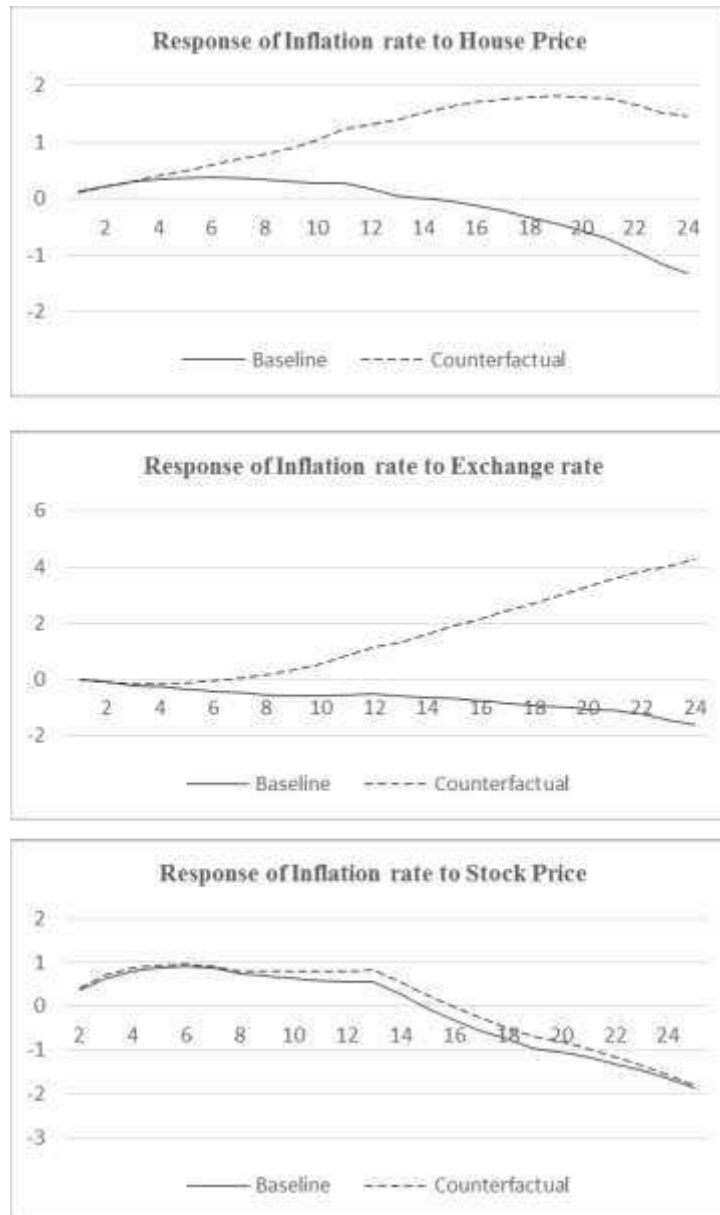 Response of Inflation rate to House Price
2
1
0
2 4 6 8 10 12 14 16 18 20 22 24
-1
-2
Baseline Counterfactual
Response of Inflation rate to Exchange rate
6
4
2
0
2 4 6 8 10 12 14 16 18 20 22 24
-2
Baseline Counterfactual
Response of Inflation rate to Stock Price
2
1
0
2 4 6 8 10 12 14 16 18 20 22 24
-1
-2
-3
Baseline Counterfactual